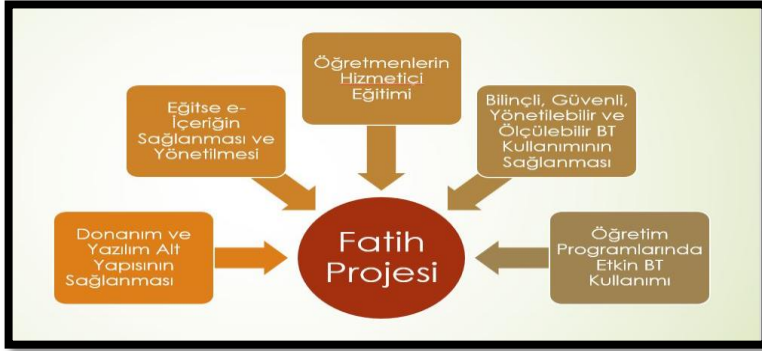 Donanım ve
Yazılım Alt
Yapısının
Sağlanması
Eğitse e-
İçeriğin
Sağlanması ve
Yönetilmesi
Öğretmenlerin
Hizmetiçi
Eğitimi
Bilinçli, Güvenli,
Yönetilebilir ve
Ölçülebilir BT
Kullanımının
Sağlanması
Öğretim
Programlarında
Etkin BT
Kullanımı
Fatih
Projesi